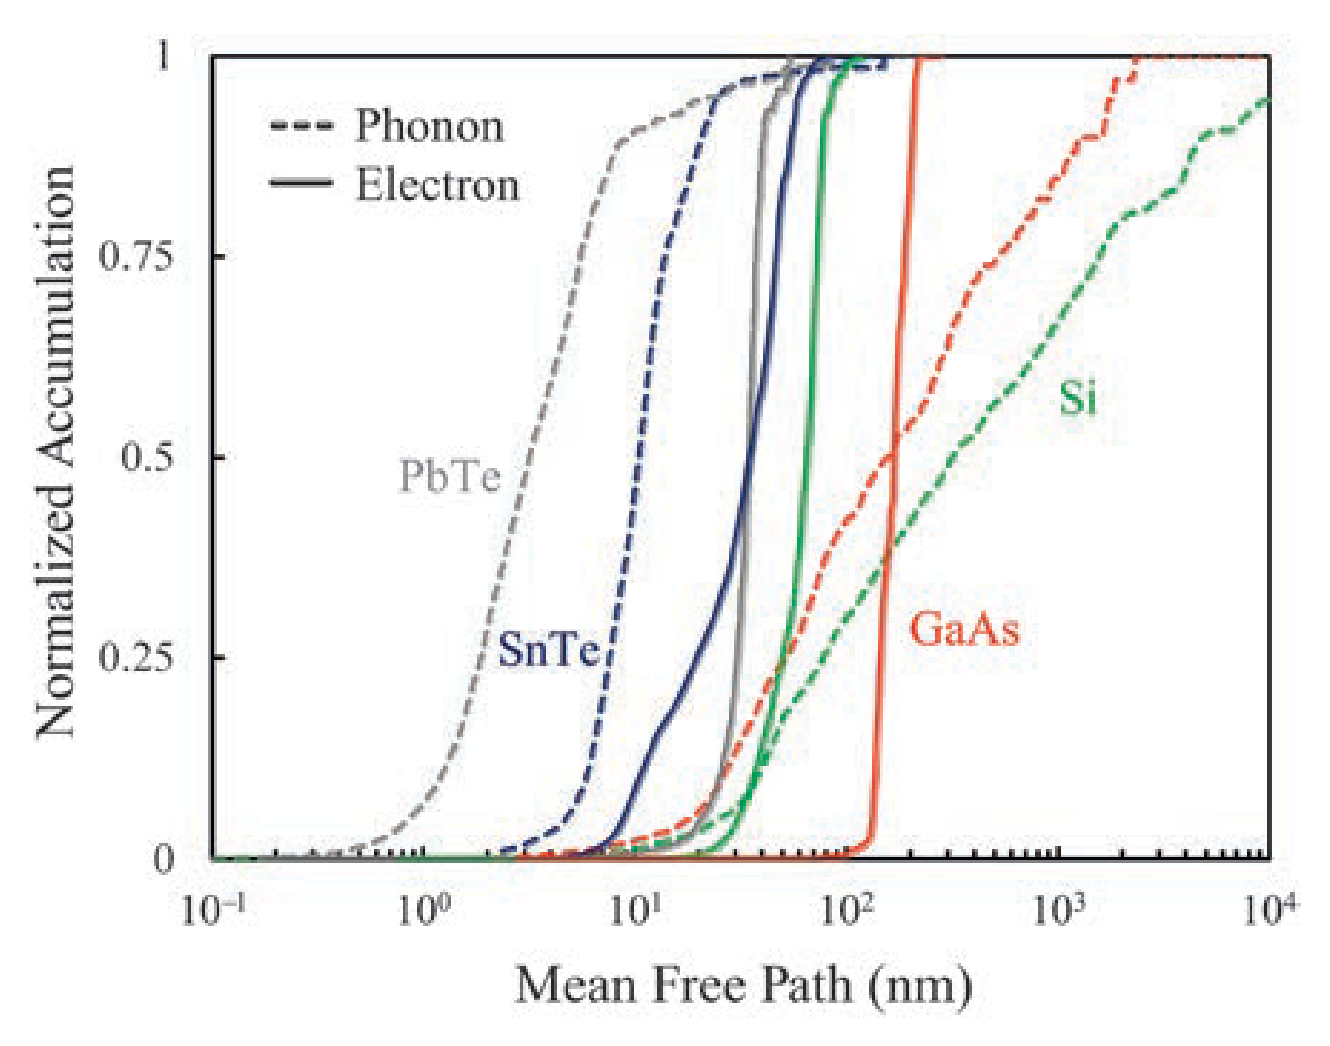 1
0.75
0.5
0.25
0
Normalized Accumulation
Phonon
Electron
PbTe
SnTe
Si
GaAs
10⁻¹ 10⁰ 10¹ 10² 10³ 10⁴
Mean Free Path (nm)